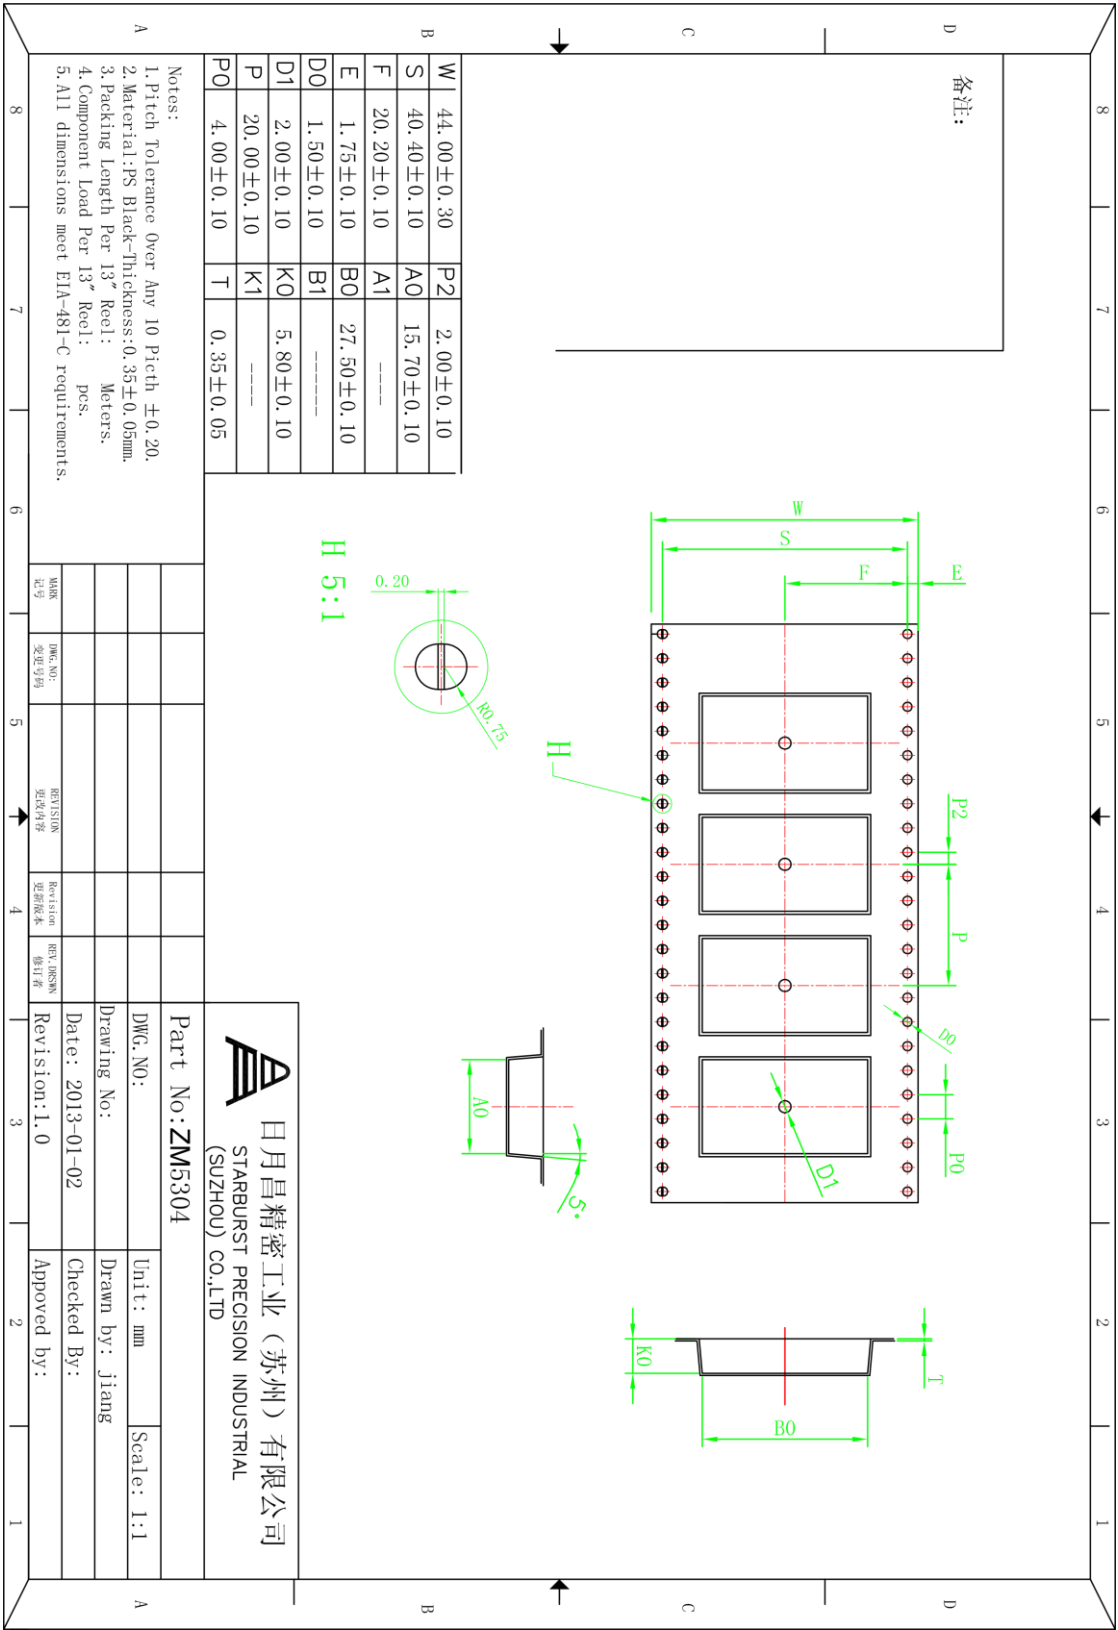 8
7
6
5
4
3
2
1
D
C
B
A
备注:
W
S
F
E
P2
P
D0
P0
D1
T
K0
B0
A0
5°
H
H 5:1
0.20
R0.75
W 44.00±0.30 P2 2.00±0.10
S 40.40±0.10 A0 15.70±0.10
F 20.20±0.10 A1 ----
E 1.75±0.10 B0 27.50±0.10
D0 1.50±0.10 B1 -----
D1 2.00±0.10 K0 5.80±0.10
P 20.00±0.10 K1 ----
P0 4.00±0.10 T 0.35±0.05
Notes:
1.Pitch Tolerance Over Any 10 Picth ±0.20.
2.Material:PS Black-Thickness:0.35±0.05mm.
3.Packing Length Per 13" Reel: Meters.
4.Component Load Per 13" Reel: pcs.
5.All dimensions meet EIA-481-C requirements.
MARK
记号
DWG.NO:
变更号码
REVISION
更改内容
Revision
更新版本
REV.DRSWN
修订者
日月昌精密工业（苏州）有限公司
STARBURST PRECISION INDUSTRIAL
(SUZHOU) CO.,LTD
Part No:ZM5304
DWG.NO: Unit: mm Scale: 1:1
Drawing No: Drawn by: jiang
Date: 2013-01-02 Checked By:
Revision:1.0 Appoved by:
8
7
6
5
4
3
2
1
D
C
B
A